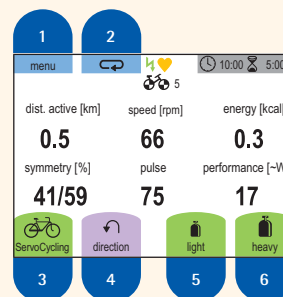 1 2
menu 10:00 5:00
5
dist. active [km] speed [rpm] energy [kcal]
0.5 66 0.3
symmetry [%] pulse performance [~W
41/59 75 17
ServoCycling direction light heavy
3 4 5 6